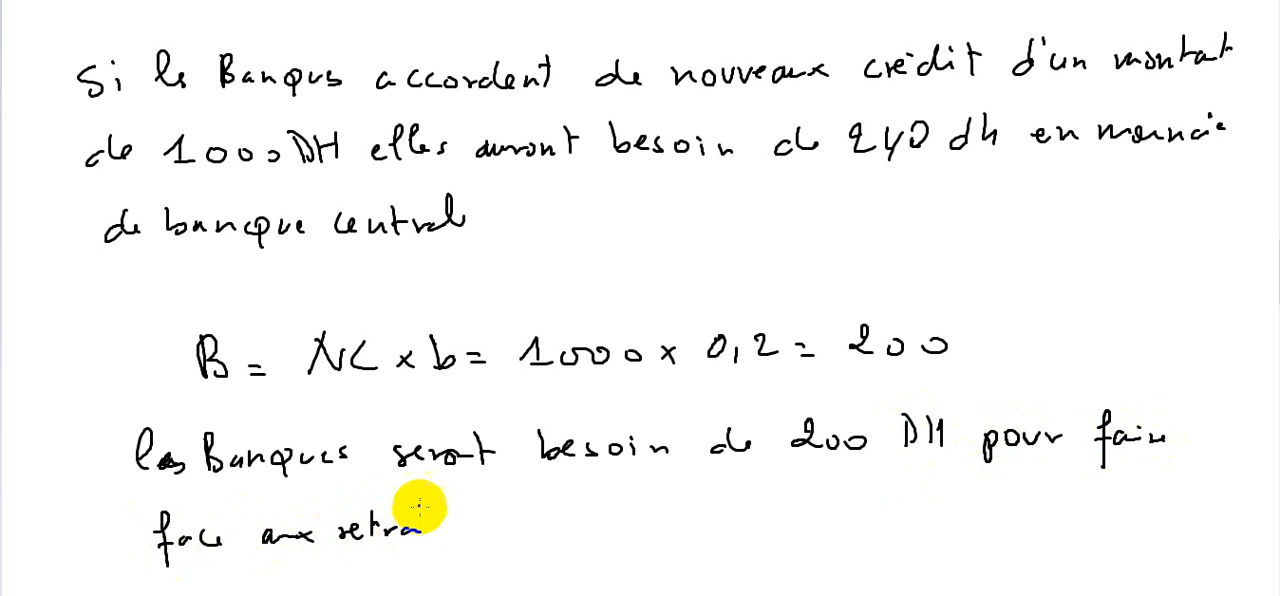 Si les Banques accordent de nouveaux crédit d'un montat
de 1000 DH elles auront besoin de 240 dh en monnaie
de banque central
B = NC x b = 1000 x 0,2 = 200
les Banques seront besoin de 200 DH pour faire
face aux retra